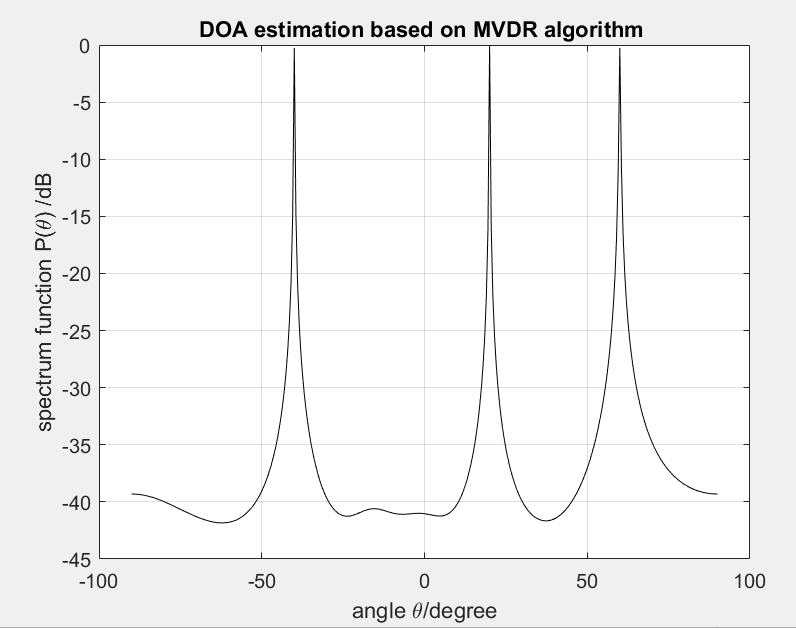 DOA estimation based on MVDR algorithm
0
-5
-10
-15
-20
-25
-30
-35
-40
-45
spectrum function P(θ) /dB
-100 -50 0 50 100
angle θ/degree